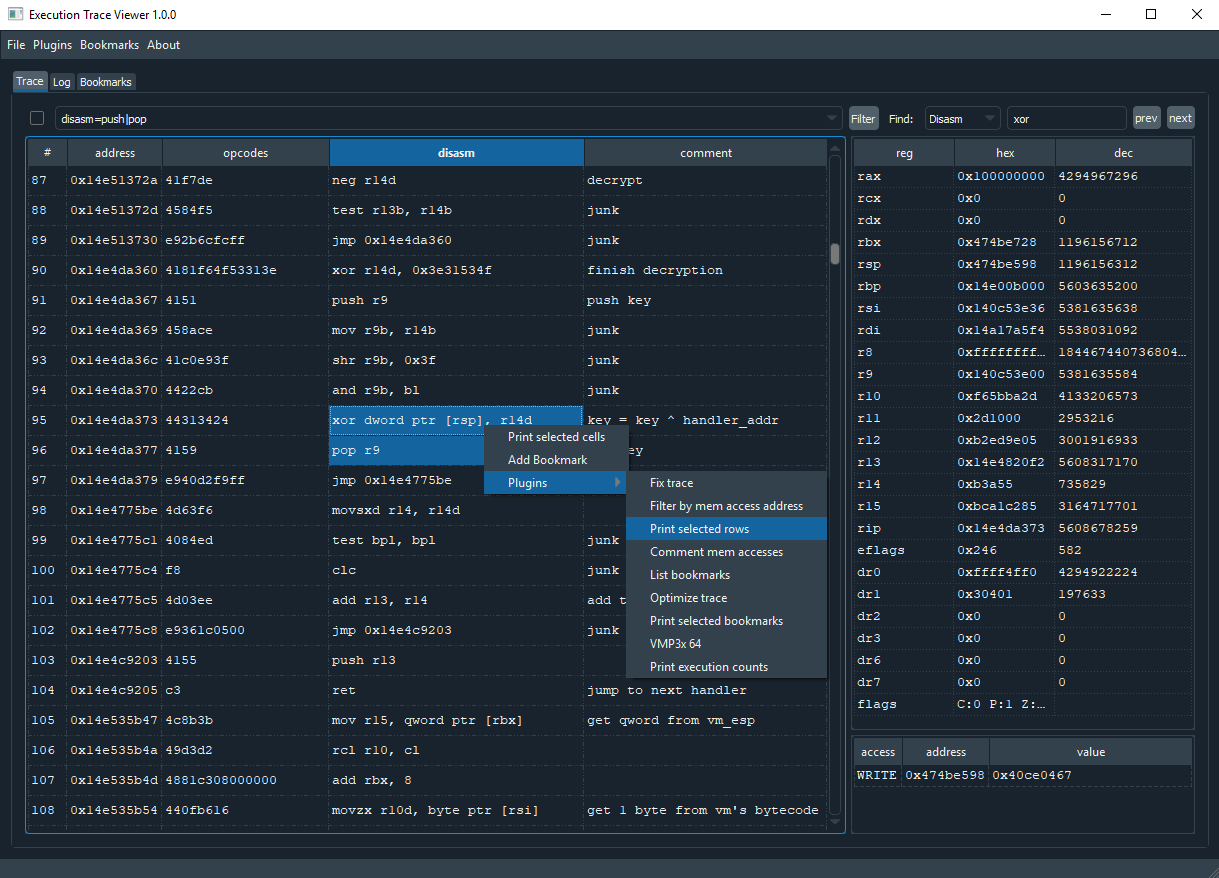 Execution Trace Viewer 1.0.0
File Plugins Bookmarks About
Trace Log Bookmarks
disasm=push|pop Filter Find: Disasm xor prev next
# address opcodes disasm comment
87 0x14e51372a 41f7de neg r14d decrypt
88 0x14e51372d 4584f5 test r13b, r14b junk
89 0x14e513730 e92b6cfcff jmp 0x14e4da360 junk
90 0x14e4da360 4181f64f53313e xor r14d, 0x3e31534f finish decryption
91 0x14e4da367 4151 push r9 push key
92 0x14e4da369 458ace mov r9b, r14b junk
93 0x14e4da36c 41c0e93f shr r9b, 0x3f junk
94 0x14e4da370 4422cb and r9b, bl junk
95 0x14e4da373 44313424 xor dword ptr [rsp], r14d key = key ^ handler_addr
96 0x14e4da377 4159 pop r9
97 0x14e4da379 e940d2f9ff jmp 0x14e4775be
98 0x14e4775be 4d63f6 movsxd r14, r14d
99 0x14e4775c1 4084ed test bpl, bpl junk
100 0x14e4775c4 f8 clc junk
101 0x14e4775c5 4d03ee add r13, r14 add
102 0x14e4775c8 e9361c0500 jmp 0x14e4c9203 junk
103 0x14e4c9203 4155 push r13
104 0x14e4c9205 c3 ret jump to next handler
105 0x14e535b47 4c8b3b mov r15, qword ptr [rbx] get qword from vm_esp
106 0x14e535b4a 49d3d2 rcl r10, cl
107 0x14e535b4d 4881c308000000 add rbx, 8
108 0x14e535b54 440fb616 movzx r10d, byte ptr [rsi] get 1 byte from vm's bytecode
Print selected cells
Add Bookmark
Plugins
Fix trace
Filter by mem access address
Print selected rows
Comment mem accesses
List bookmarks
Optimize trace
Print selected bookmarks
VMP3x 64
Print execution counts
reg hex dec
rax 0x100000000 4294967296
rcx 0x0 0
rdx 0x0 0
rbx 0x474be728 1196156712
rsp 0x474be598 1196156312
rbp 0x14e00b000 5603635200
rsi 0x140c53e36 5381635638
rdi 0x14a17a5f4 5538031092
r8 0xffffffff... 184467440736804...
r9 0x140c53e00 5381635584
r10 0xf65bba2d 4133206573
r11 0x2d1000 2953216
r12 0xb2ed9e05 3001916933
r13 0x14e4820f2 5608317170
r14 0xb3a55 735829
r15 0xbca1c285 3164717701
rip 0x14e4da373 5608678259
eflags 0x246 582
dr0 0xffff4ff0 4294922224
dr1 0x30401 197633
dr2 0x0 0
dr3 0x0 0
dr6 0x0 0
dr7 0x0 0
flags C:0 P:1 Z:...
access address value
WRITE 0x474be598 0x40ce0467